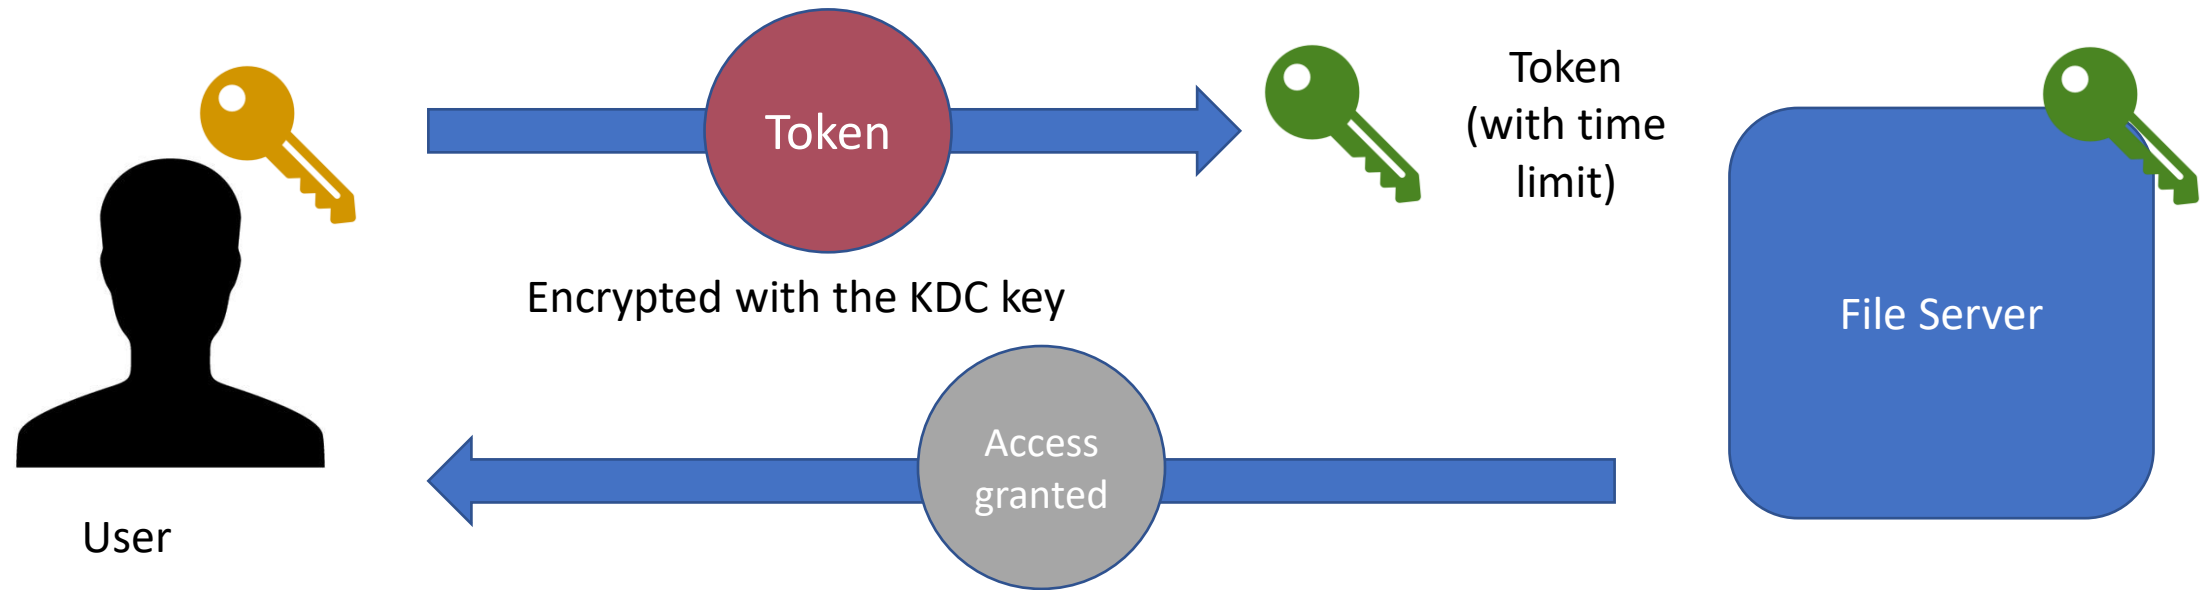 Token
Token
(with time
limit)
Encrypted with the KDC key
File Server
Access
granted
User